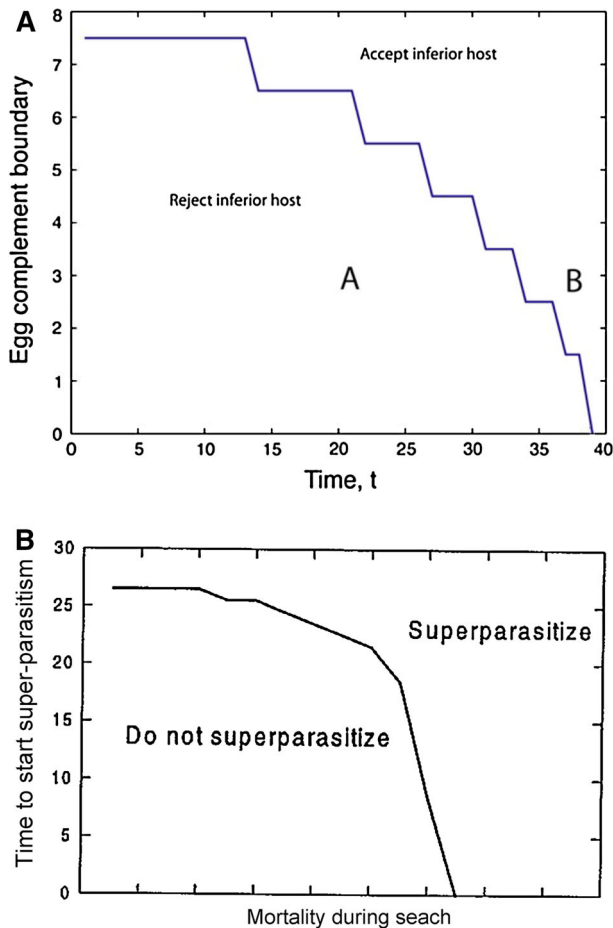 A
8
7
6
5
4
3
2
1
0
Egg complement boundary
Accept inferior host
Reject inferior host
A
B
0 5 10 15 20 25 30 35 40
Time, t
B
30
25
20
15
10
5
0
Time to start super-parasitism
Superparasitize
Do not superparasitize
Mortality during seach